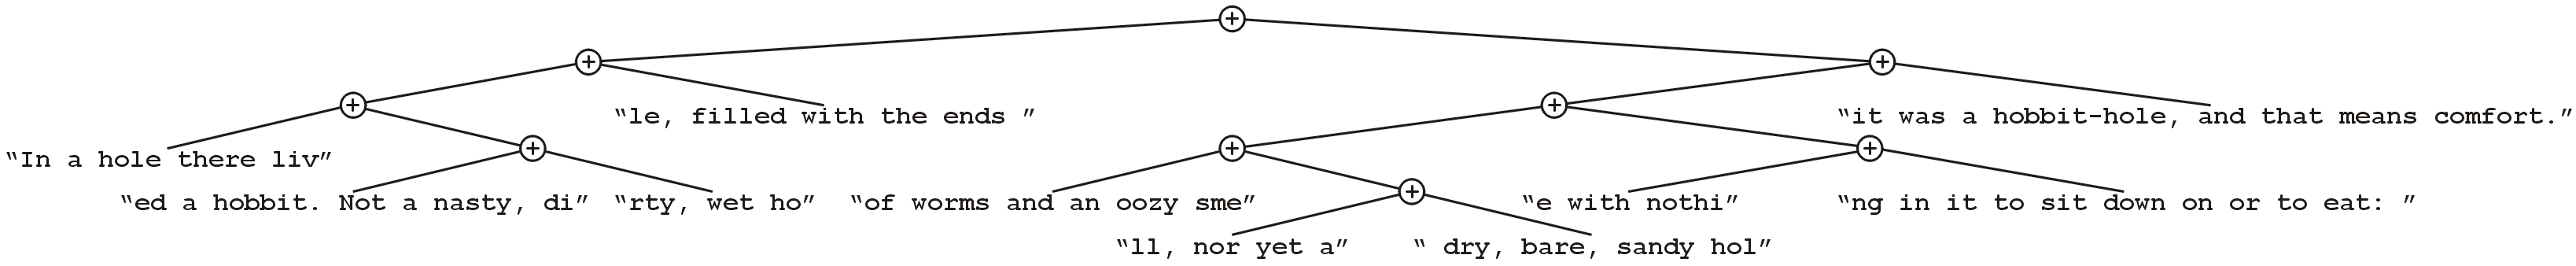 +
+ +
+ + “le, filled with the ends ” “it was a hobbit-hole, and that means comfort.”
“In a hole there liv” + + +
“ed a hobbit. Not a nasty, di” “rty, wet ho” “of worms and an oozy sme” + “e with nothi” “ng in it to sit down on or to eat: ”
“ll, nor yet a” “ dry, bare, sandy hol”